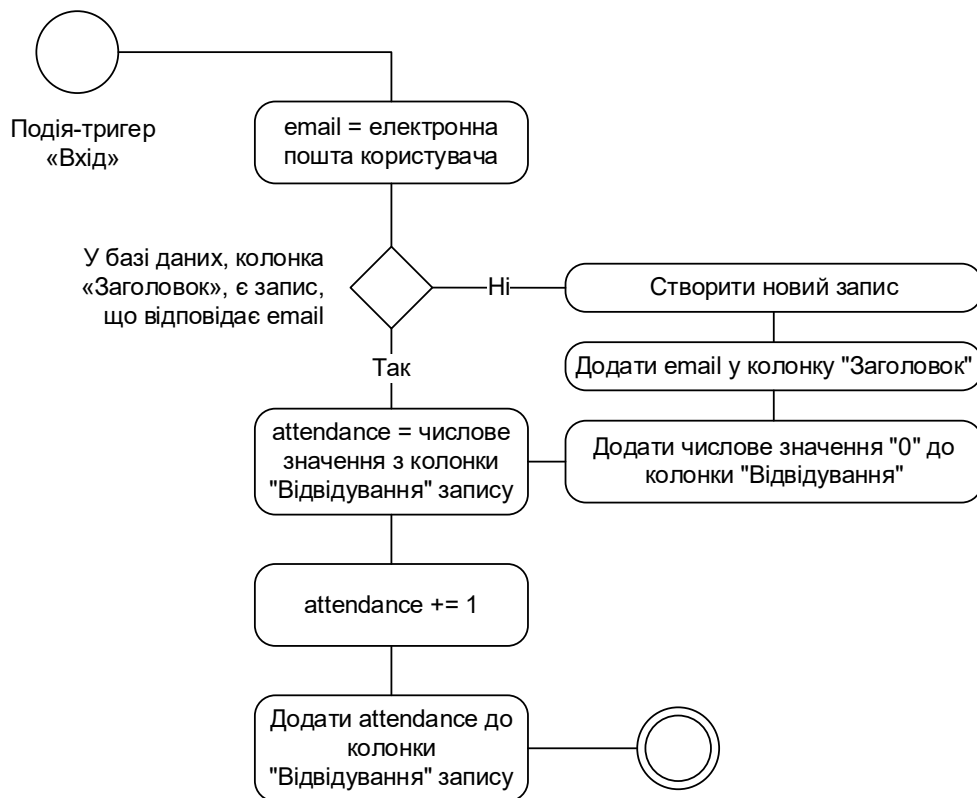 Подія-тригер
«Вхід»
email = електронна
пошта користувача
У базі даних, колонка
«Заголовок», є запис,
що відповідає email
Ні
Створити новий запис
Додати email у колонку "Заголовок"
Додати числове значення "0" до
колонки "Відвідування"
Так
attendance = числове
значення з колонки
"Відвідування" запису
attendance += 1
Додати attendance до
колонки
"Відвідування" запису